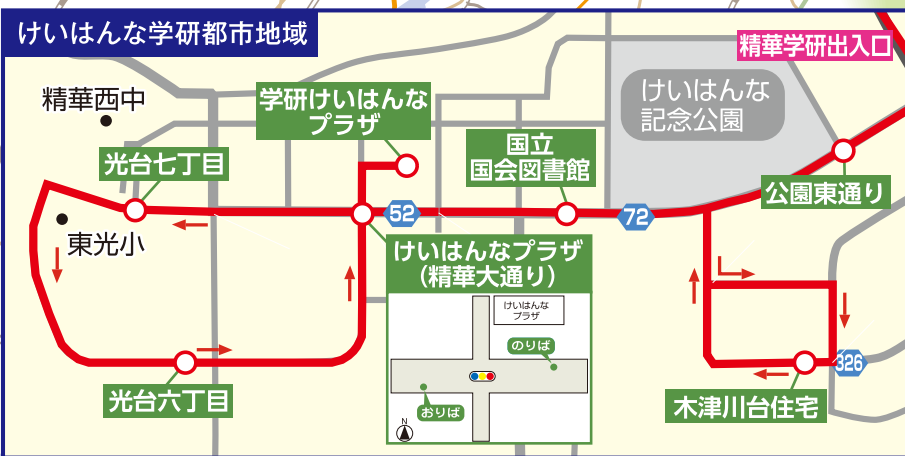 けいはんな学研都市地域
精華学研出入口
けいはんな
記念公園
精華西中
学研けいはんな
プラザ
国立
国会図書館
光台七丁目
公園東通り
52
72
東光小
けいはんなプラザ
(精華大通り)
けいはんな
プラザ
のりば
おりば
N
326
光台六丁目
木津川台住宅